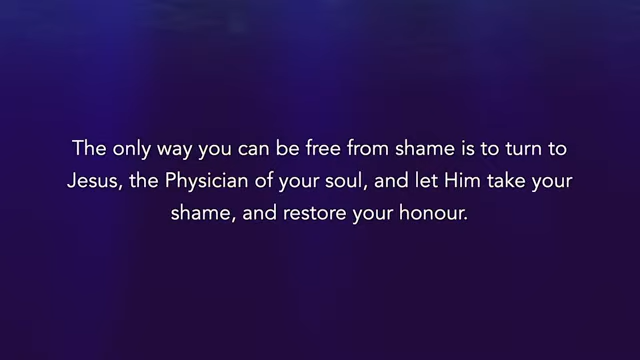 The only way you can be free from shame is to turn to
Jesus, the Physician of your soul, and let Him take your
shame, and restore your honour.